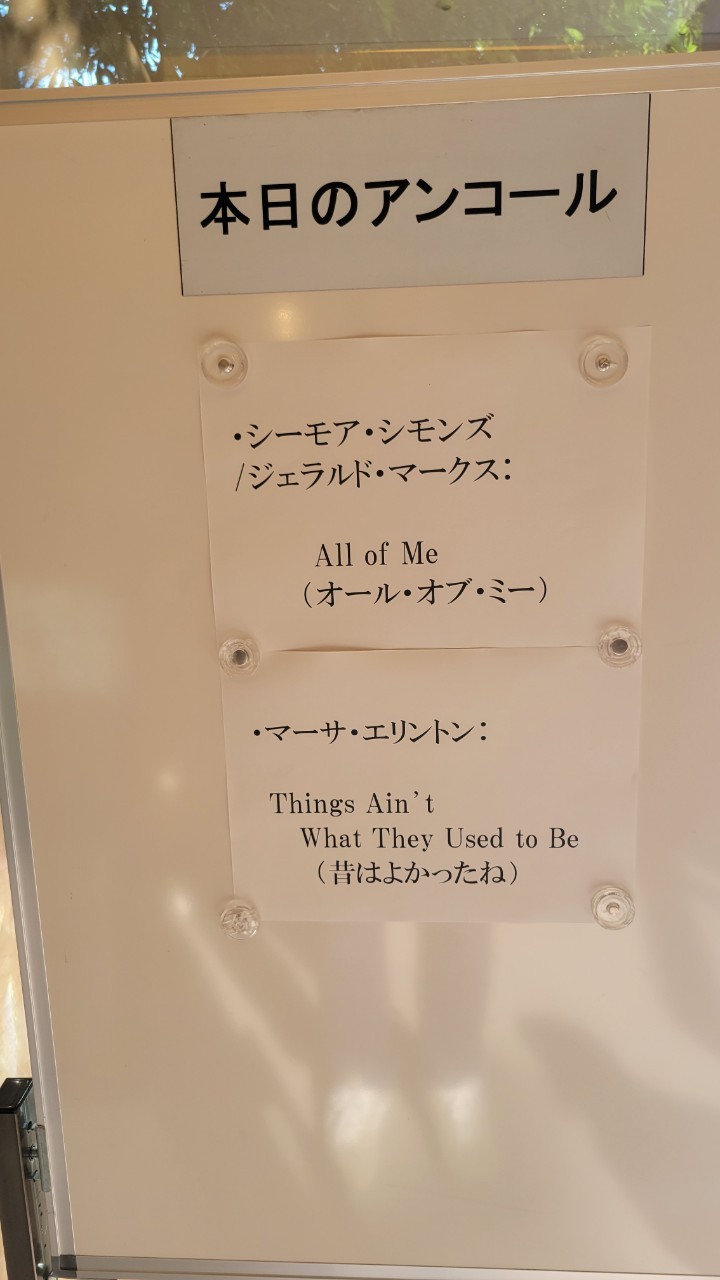 本日のアンコール
・シーモア・シモンズ
/ジェラルド・マークス：
All of Me
（オール・オブ・ミー）
・マーサ・エリントン：
Things Ain't
What They Used to Be
（昔はよかったね）